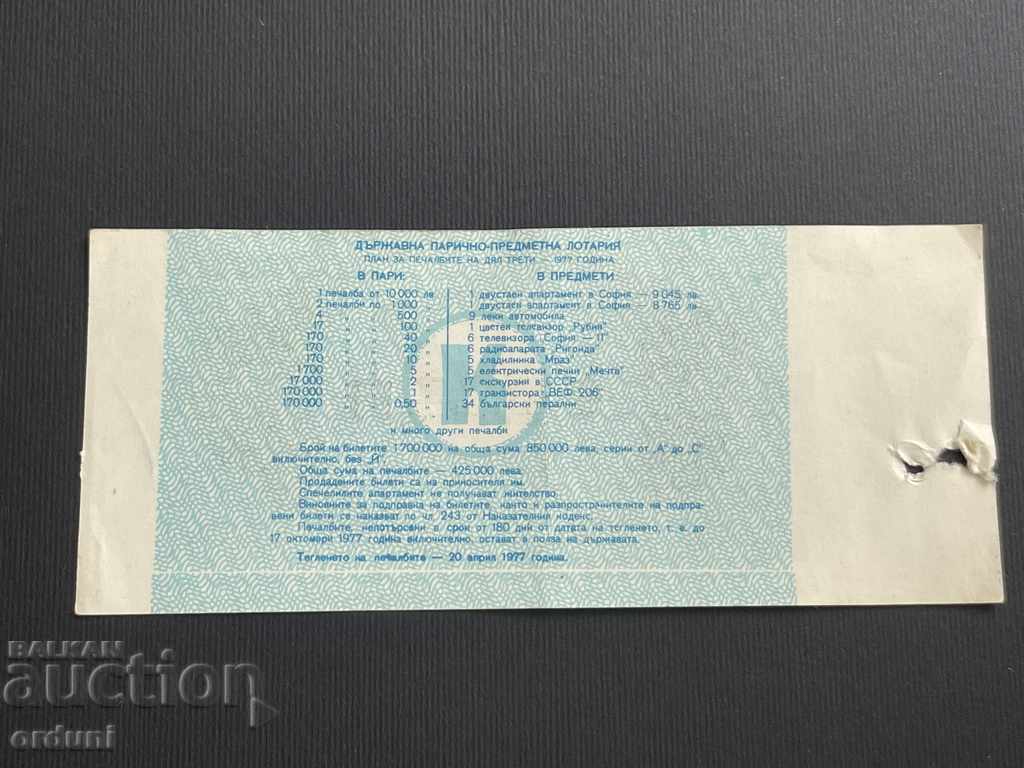 ДЪРЖАВНА ПАРИЧНО-ПРЕДМЕТНА ЛОТАРИЯ
ПЛАН ЗА ПЕЧАЛБИТЕ НА ДЯЛ ТРЕТИ — 1977 ГОДИНА
В ПАРИ:
1 печалба от 10 000 лв
2 печалби по 1 000 "
4 " " 500 "
17 " " 100 "
170 " " 40 "
170 " " 20 "
170 " " 10 "
1 700 " " 5 "
17 000 " " 2 "
170 000 " " 1 "
170 000 " " 0,50 "
В ПРЕДМЕТИ:
1 двустаен апартамент в София — 9 045 лв.
1 двустаен апартамент в София — 8 765 лв.
9 леки автомобила
1 цветен телевизор „Рубин"
6 телевизора „София — 11"
6 радиоапарата „Ригонда"
5 хладилника „Мраз"
5 електрически печки „Мечта"
17 екскурзии в СССР
17 транзистора „ВЕФ 206"
34 български перални
и много други печалби
Брой на билетите 1 700 000 на обща сума 850 000 лева, серии от „А" до „С"
включително, без „Й".
Обща сума на печалбите — 425 000 лева.
Продадените билети са на приносителя им.
Спечелилите апартамент не получават жителство.
Виновните за подправка на билетите, както и разпространителите на подпра-
вени билети се наказват по чл. 243 от Наказателния кодекс.
Печалбите, непотърсени в срок от 180 дни от датата на тегленето, т. е. до
17 октомври 1977 година включително, остават в полза на държавата.
Тегленето на печалбите — 20 април 1977 година.
BALKAN
auction
orduni